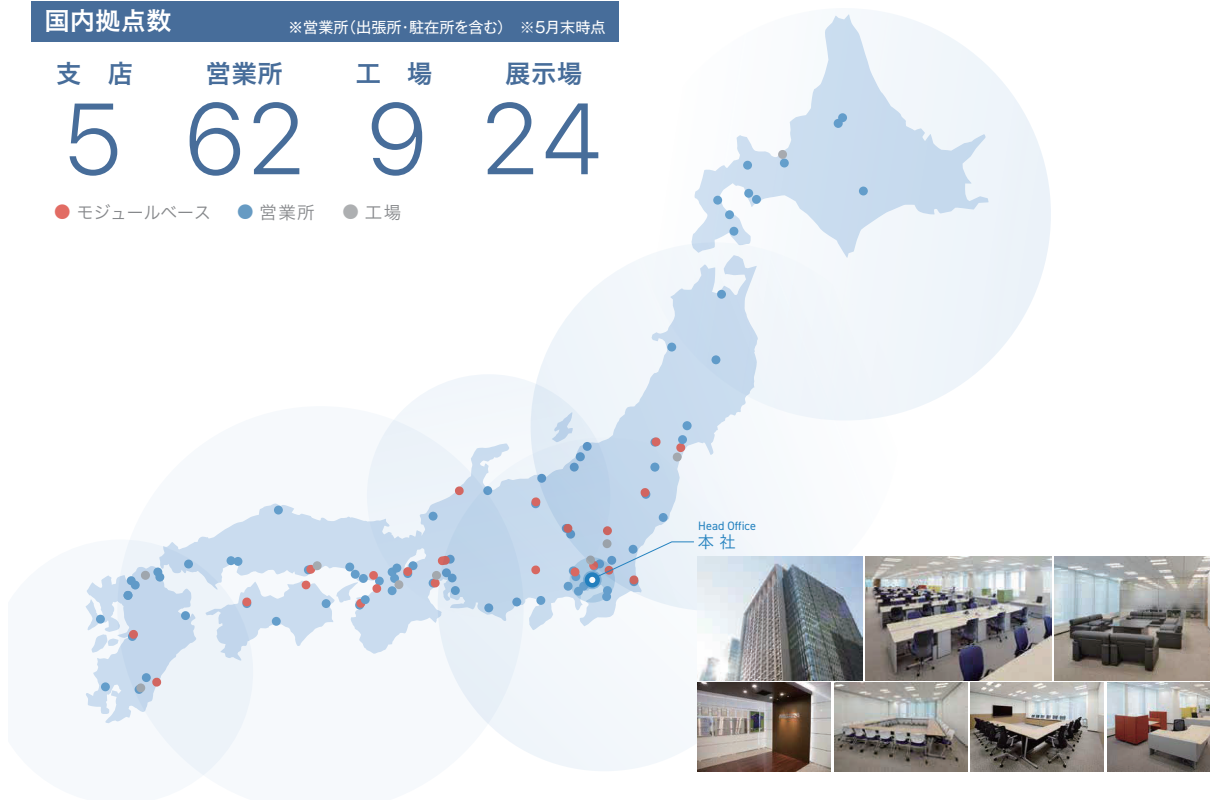 国内拠点数
※営業所(出張所・駐在所を含む) ※5月末時点
支 店 営業所 工 場 展示場
5 62 9 24
モジュールベース 営業所 工場
Head Office
本 社